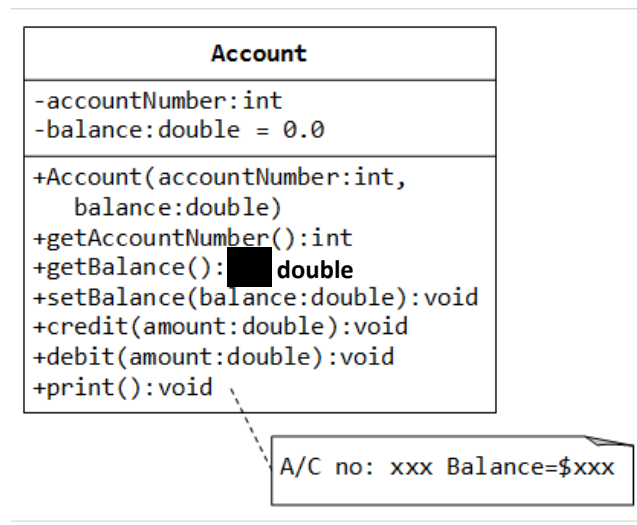 Account
-accountNumber:int
-balance:double = 0.0
+Account(accountNumber:int,
balance:double)
+getAccountNumber():int
+getBalance(): double
+setBalance(balance:double):void
+credit(amount:double):void
+debit(amount:double):void
+print():void
A/C no: xxx Balance=$xxx